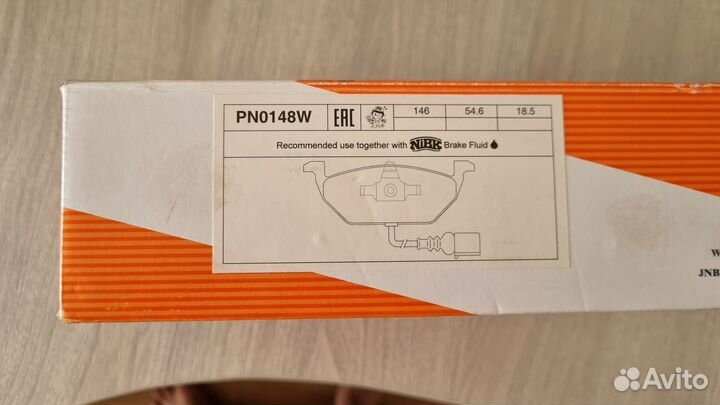 PN0148W EAC 146 54.6 18.5
Recommended use together with NiBK Brake Fluid
W
JNB
Avito